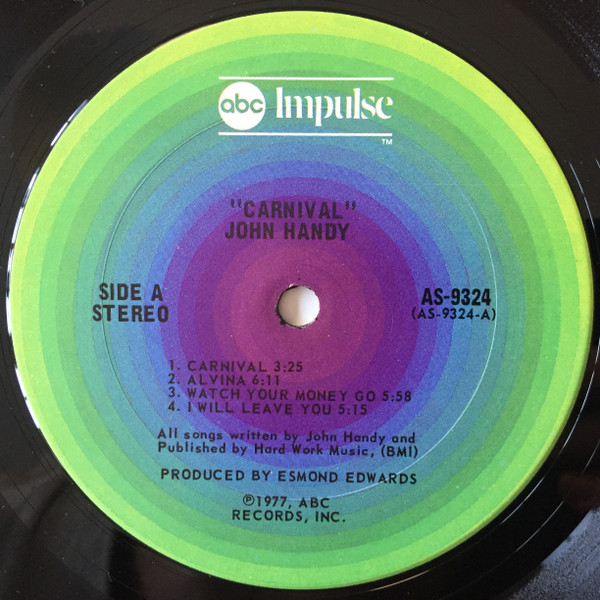 abc Impulse
TM
"CARNIVAL"
JOHN HANDY
SIDE A
STEREO
AS-9324
(AS-9324-A)
1. CARNIVAL 3:25
2. ALVINA 6:11
3. WATCH YOUR MONEY GO 5:58
4. I WILL LEAVE YOU 5:15
All songs written by John Handy and
Published by Hard Work Music, (BMI)
PRODUCED BY ESMOND EDWARDS
℗1977, ABC
RECORDS, INC.